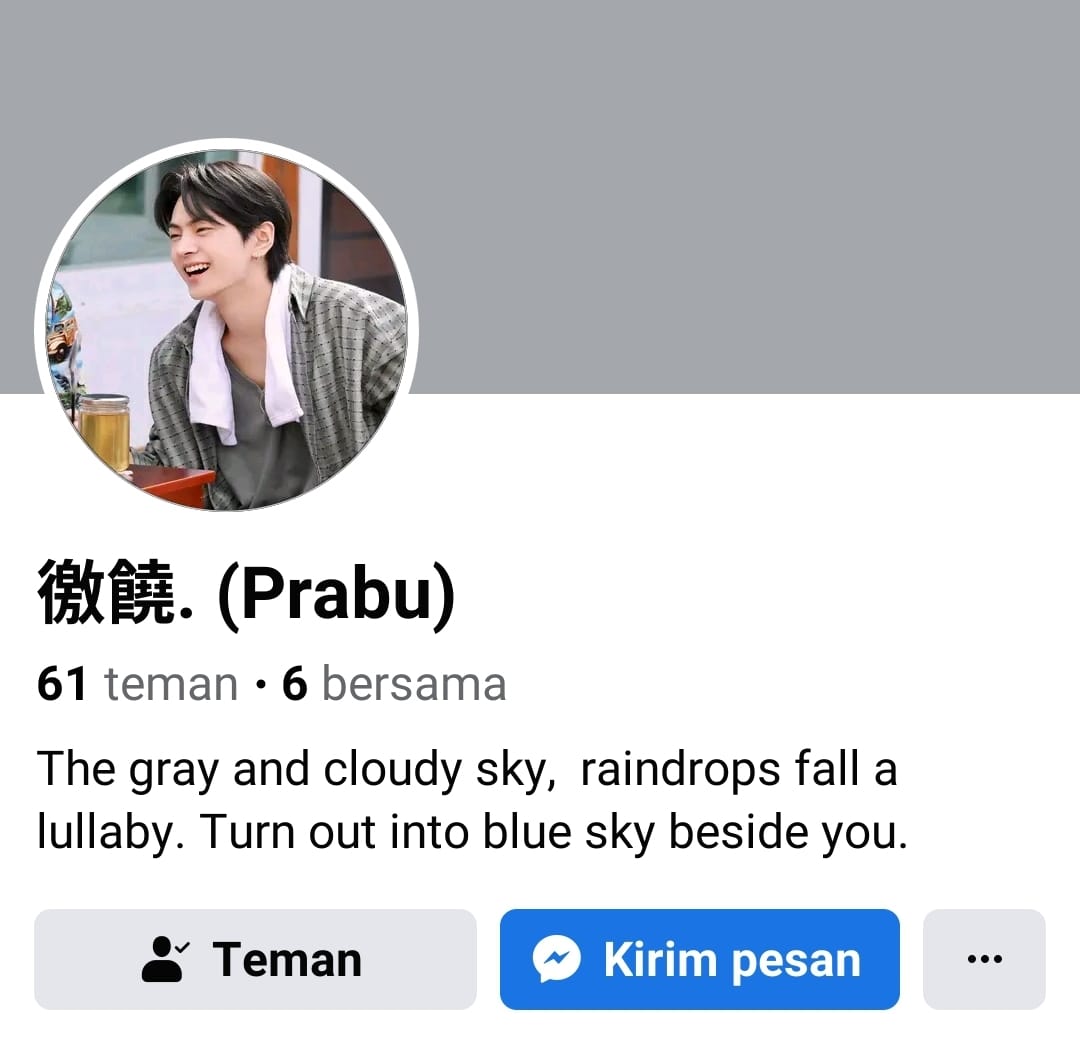 徼饒. (Prabu)
61 teman • 6 bersama
The gray and cloudy sky,  raindrops fall a
lullaby. Turn out into blue sky beside you.
Teman
Kirim pesan